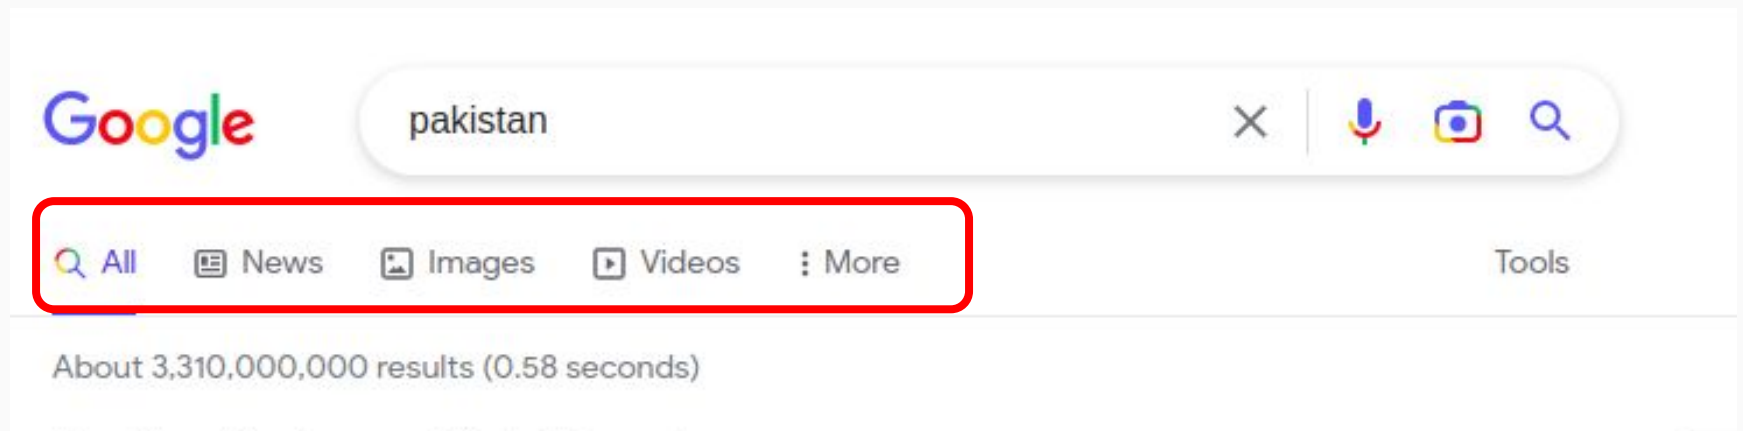 Google pakistan
All News Images Videos More Tools
About 3,310,000,000 results (0.58 seconds)